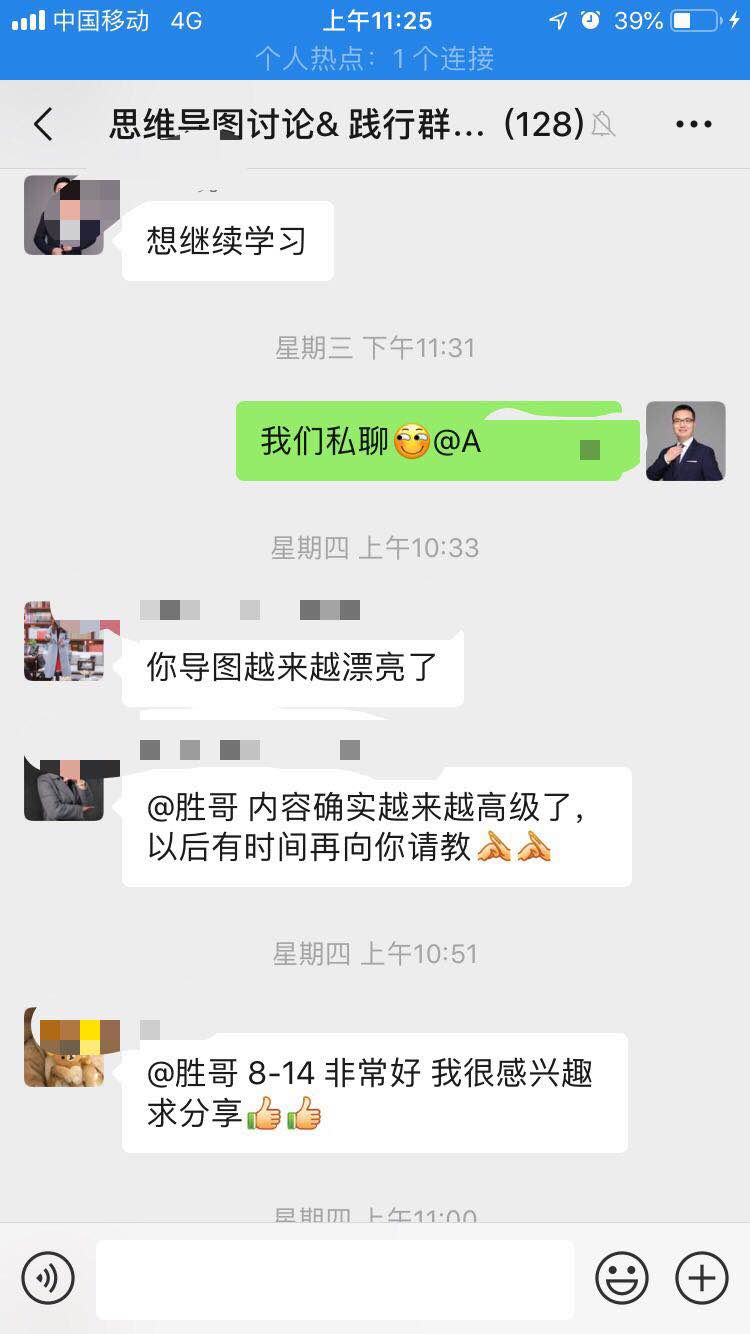 中国移动 4G 上午11:25 39%
个人热点：1 个连接
思维导图讨论& 践行群... (128)
想继续学习
星期三 下午11:31
我们私聊@A
星期四 上午10:33
你导图越来越漂亮了
@胜哥 内容确实越来越高级了，
以后有时间再向你请教
星期四 上午10:51
@胜哥 8-14 非常好 我很感兴趣
求分享
星期四 上午11:00